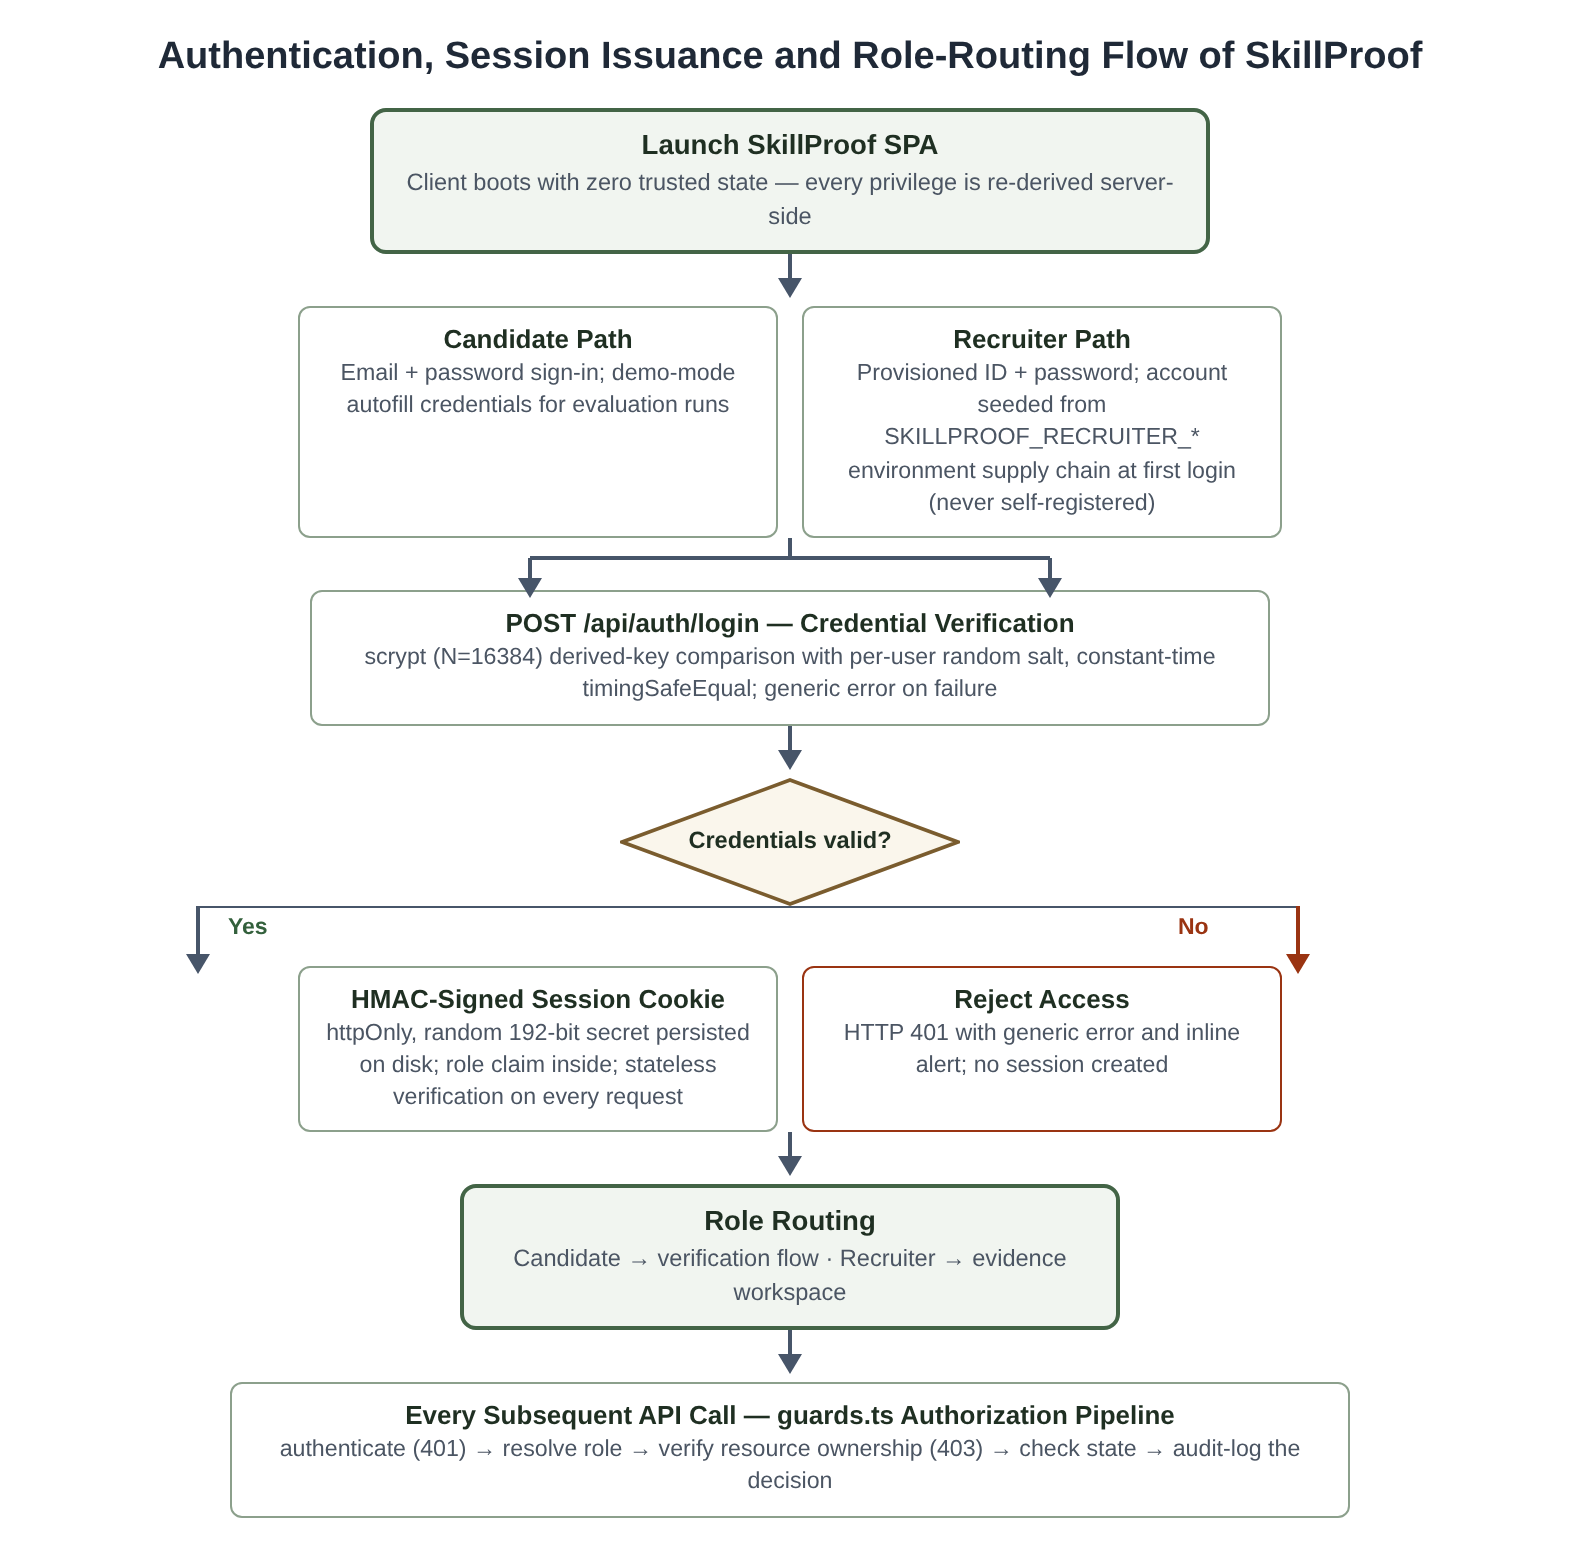 Authentication, Session Issuance and Role-Routing Flow of SkillProof
Launch SkillProof SPA
Client boots with zero trusted state — every privilege is re-derived server-
side
Candidate Path
Email + password sign-in; demo-mode
autofill credentials for evaluation runs
Recruiter Path
Provisioned ID + password; account
seeded from
SKILLPROOF_RECRUITER_*
environment supply chain at first login
(never self-registered)
POST /api/auth/login — Credential Verification
scrypt (N=16384) derived-key comparison with per-user random salt, constant-time
timingSafeEqual; generic error on failure
Credentials valid?
Yes
No
HMAC-Signed Session Cookie
httpOnly, random 192-bit secret persisted
on disk; role claim inside; stateless
verification on every request
Reject Access
HTTP 401 with generic error and inline
alert; no session created
Role Routing
Candidate → verification flow · Recruiter → evidence
workspace
Every Subsequent API Call — guards.ts Authorization Pipeline
authenticate (401) → resolve role → verify resource ownership (403) → check state → audit-log the
decision